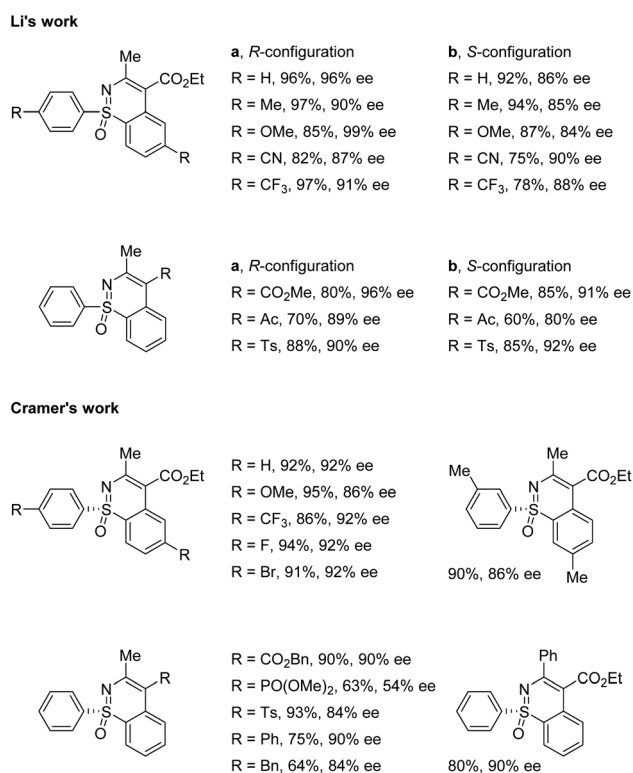 Li's work
Me
N
CO2Et
R
S
O
R
a, R-configuration
R = H, 96%, 96% ee
R = Me, 97%, 90% ee
R = OMe, 85%, 99% ee
R = CN, 82%, 87% ee
R = CF3, 97%, 91% ee
b, S-configuration
R = H, 92%, 86% ee
R = Me, 94%, 85% ee
R = OMe, 87%, 84% ee
R = CN, 75%, 90% ee
R = CF3, 78%, 88% ee
Me
R
N
S
O
a, R-configuration
R = CO2Me, 80%, 96% ee
R = Ac, 70%, 89% ee
R = Ts, 88%, 90% ee
b, S-configuration
R = CO2Me, 85%, 91% ee
R = Ac, 60%, 80% ee
R = Ts, 85%, 92% ee
Cramer's work
Me
N
CO2Et
R
S
O
R
R = H, 92%, 92% ee
R = OMe, 95%, 86% ee
R = CF3, 86%, 92% ee
R = F, 94%, 92% ee
R = Br, 91%, 92% ee
Me
Me
N
CO2Et
S
O
90%, 86% ee
Me
Me
R
N
S
O
R = CO2Bn, 90%, 90% ee
R = PO(OMe)2, 63%, 54% ee
R = Ts, 93%, 84% ee
R = Ph, 75%, 90% ee
R = Bn, 64%, 84% ee
Ph
N
CO2Et
S
O
80%, 90% ee